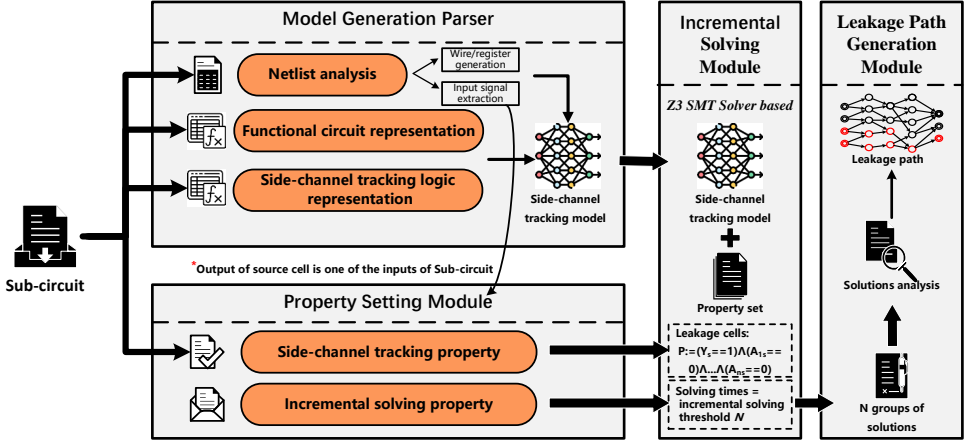 Model Generation Parser
Netlist analysis
Wire/register
generation
Input signal
extraction
Functional circuit representation
Side-channel tracking logic
representation
Side-channel
tracking model
Sub-circuit
*Output of source cell is one of the inputs of Sub-circuit
Property Setting Module
Side-channel tracking property
Incremental solving property
Incremental
Solving
Module
Z3 SMT Solver based
Side-channel
tracking model
Property set
Leakage cells:
P:=(Ys==1)Λ(A1s==
0)Λ...Λ(Ans==0)
Solving times =
incremental solving
threshold N
Leakage Path
Generation
Module
Leakage path
Solutions analysis
N groups of
solutions